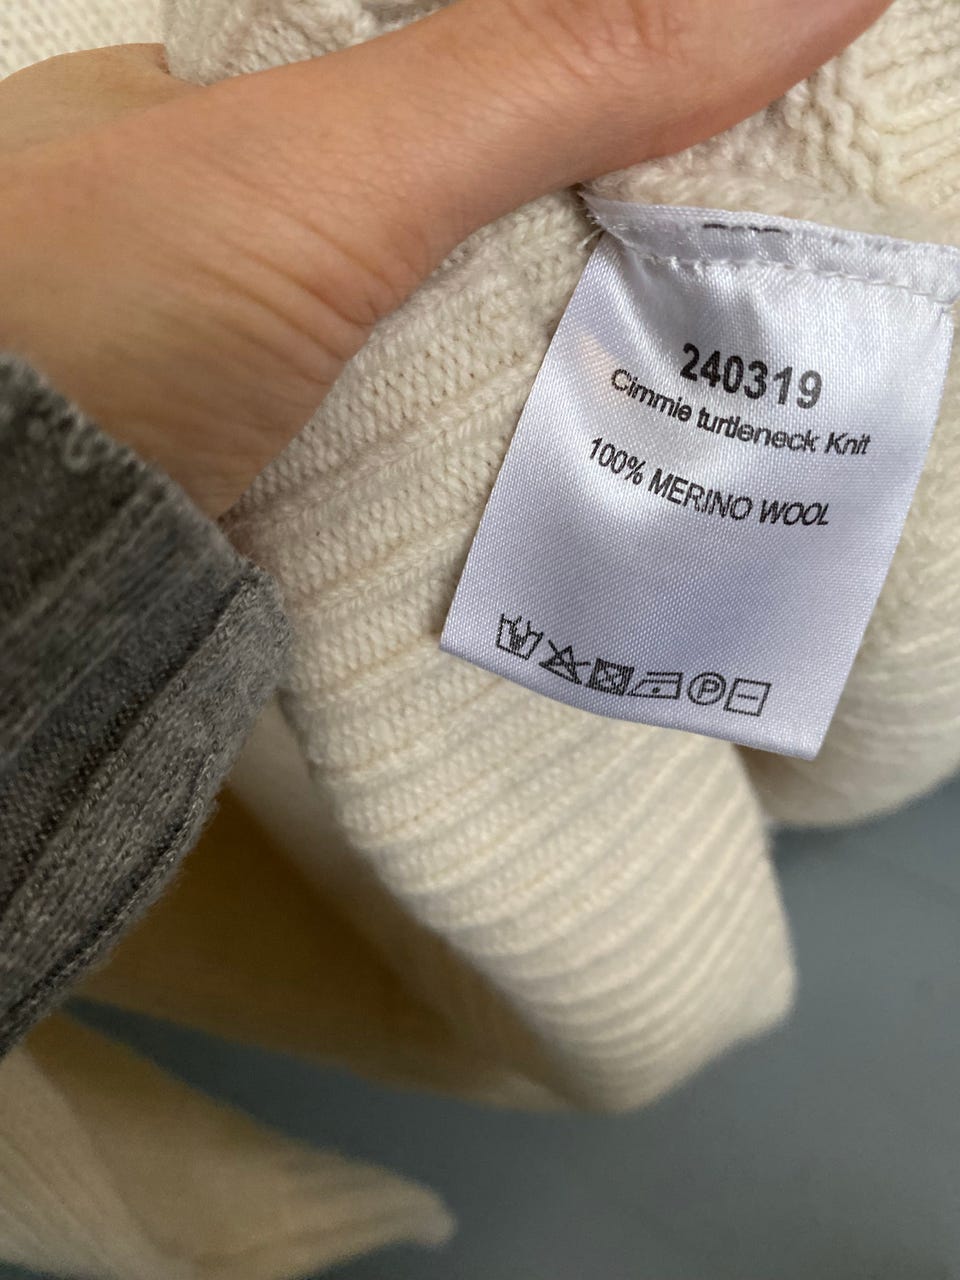 240319
Cimmie turtleneck Knit
100% MERINO WOOL
P